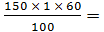 150 × 1 × 60
100
=